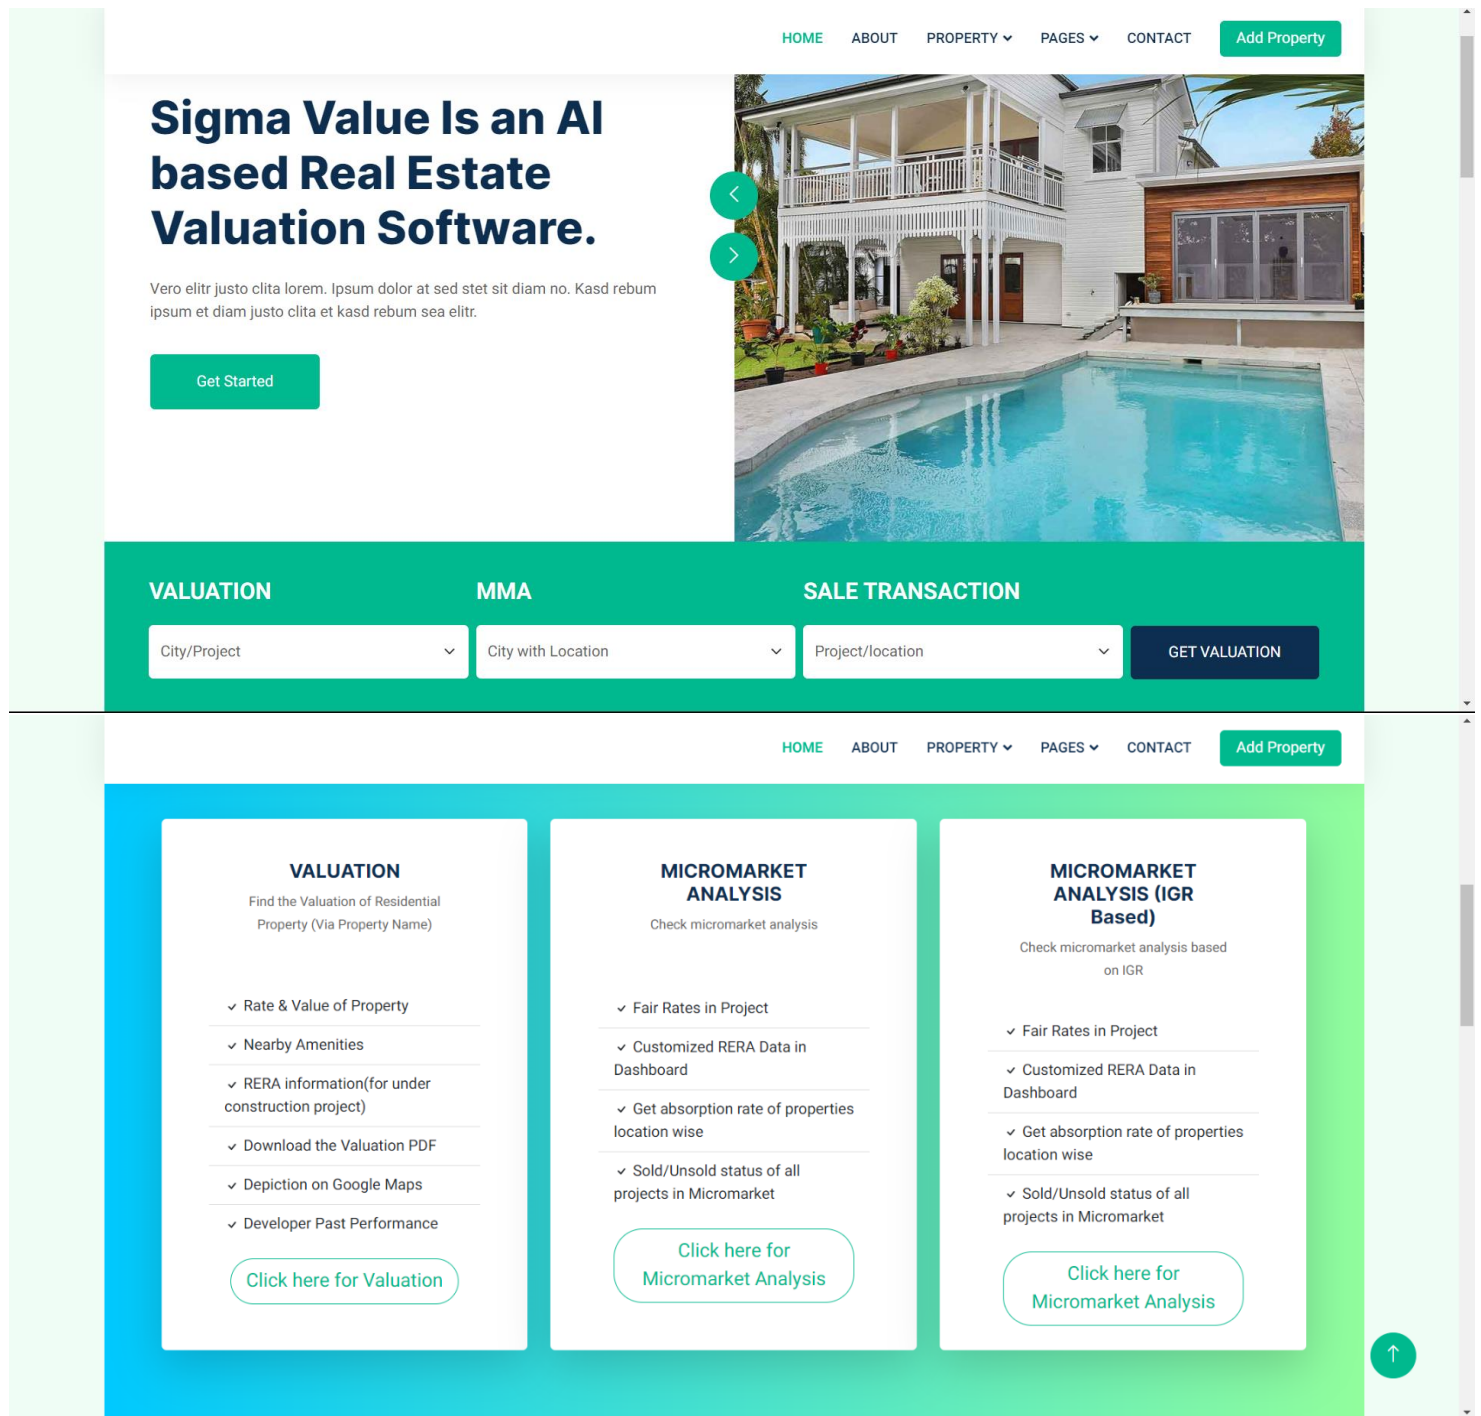 HOME ABOUT PROPERTY PAGES CONTACT Add Property
Sigma Value Is an AI
based Real Estate
Valuation Software.
Vero elitr justo clita lorem. Ipsum dolor at sed stet sit diam no. Kasd rebum
ipsum et diam justo clita et kasd rebum sea elitr.
Get Started
VALUATION MMA SALE TRANSACTION
City/Project City with Location Project/location GET VALUATION
HOME ABOUT PROPERTY PAGES CONTACT Add Property
VALUATION
Find the Valuation of Residential
Property (Via Property Name)
Rate & Value of Property
Nearby Amenities
RERA information(for under
construction project)
Download the Valuation PDF
Depiction on Google Maps
Developer Past Performance
Click here for Valuation
MICROMARKET
ANALYSIS
Check micromarket analysis
Fair Rates in Project
Customized RERA Data in
Dashboard
Get absorption rate of properties
location wise
Sold/Unsold status of all
projects in Micromarket
Click here for
Micromarket Analysis
MICROMARKET
ANALYSIS (IGR
Based)
Check micromarket analysis based
on IGR
Fair Rates in Project
Customized RERA Data in
Dashboard
Get absorption rate of properties
location wise
Sold/Unsold status of all
projects in Micromarket
Click here for
Micromarket Analysis